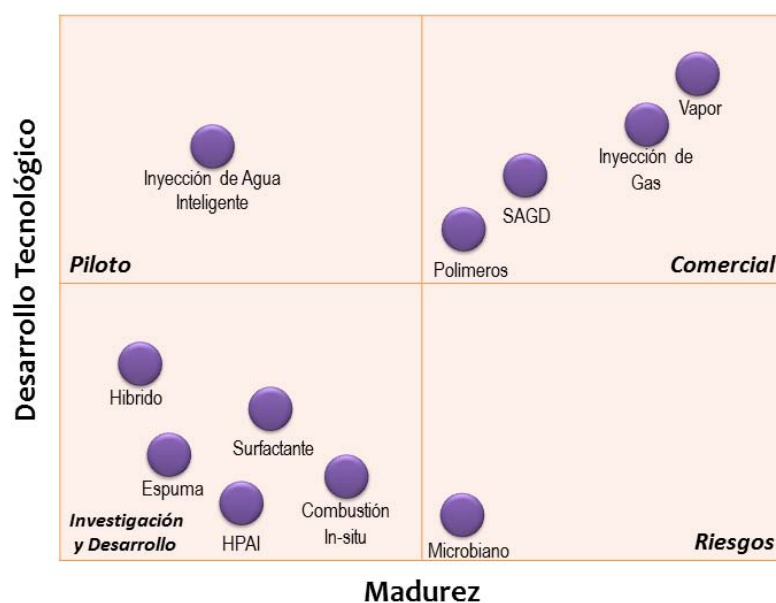 Desarrollo Tecnológico
Vapor
Inyección de
Gas
Inyección de Agua
Inteligente
SAGD
Polimeros
Piloto
Comercial
Hibrido
Surfactante
Espuma
Combustión
In-situ
HPAI
Microbiano
Investigación
y Desarrollo
Riesgos
Madurez